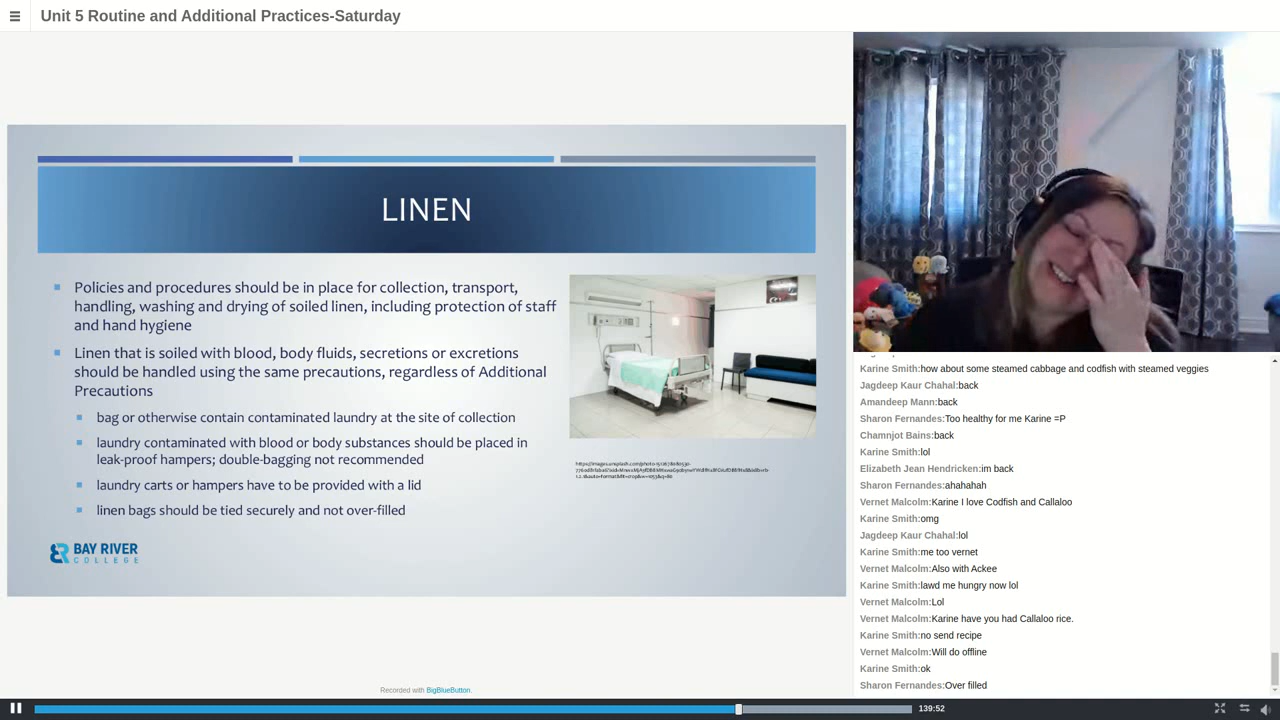 Unit 5 Routine and Additional Practices-Saturday
LINEN
Policies and procedures should be in place for collection, transport,
handling, washing and drying of soiled linen, including protection of staff
and hand hygiene
Linen that is soiled with blood, body fluids, secretions or excretions
should be handled using the same precautions, regardless of Additional
Precautions
bag or otherwise contain contaminated laundry at the site of collection
laundry contaminated with blood or body substances should be placed in
leak-proof hampers; double-bagging not recommended
laundry carts or hampers have to be provided with a lid
linen bags should be tied securely and not over-filled
BAY RIVER
COLLEGE
Recorded with BigBlueButton.
Karine Smith:how about some steamed cabbage and codfish with steamed veggies
Jagdeep Kaur Chahal:back
Amandeep Mann:back
Sharon Fernandes:Too healthy for me Karine =P
Chamnjot Bains:back
Karine Smith:lol
Elizabeth Jean Hendricken:im back
Sharon Fernandes:ahahahah
Vernet Malcolm:Karine I love Codfish and Callaloo
Karine Smith:omg
Jagdeep Kaur Chahal:lol
Karine Smith:me too vernet
Vernet Malcolm:Also with Ackee
Karine Smith:lawd me hungry now lol
Vernet Malcolm:Lol
Vernet Malcolm:Karine have you had Callaloo rice.
Karine Smith:no send recipe
Vernet Malcolm:Will do offline
Karine Smith:ok
Sharon Fernandes:Over filled
139:52